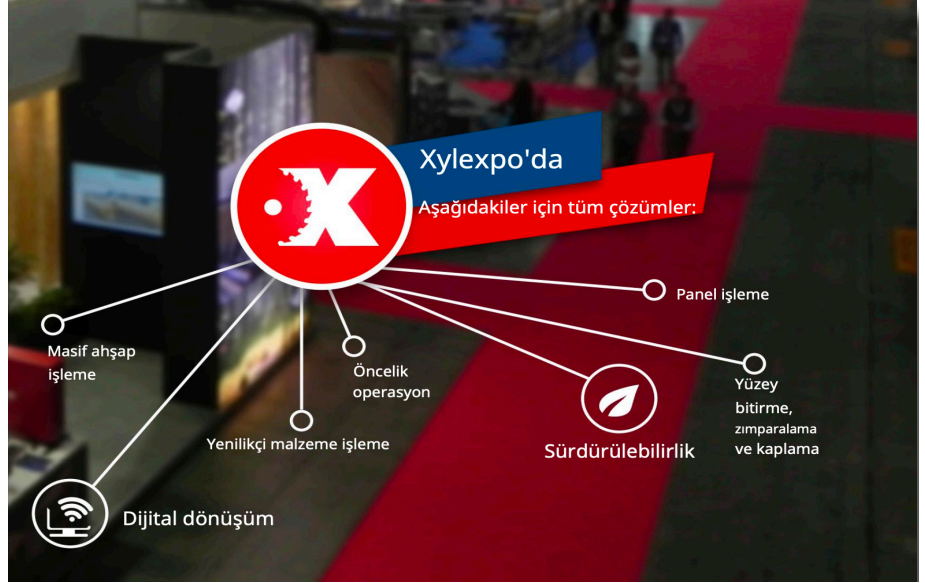 Xylexpo'da
Aşağıdakiler için tüm çözümler:
Panel işleme
Masif ahşap
işleme
Öncelik
operasyon
Yüzey
bitirme,
zımparalama
ve kaplama
Yenilikçi malzeme işleme
Sürdürülebilirlik
Dijital dönüşüm